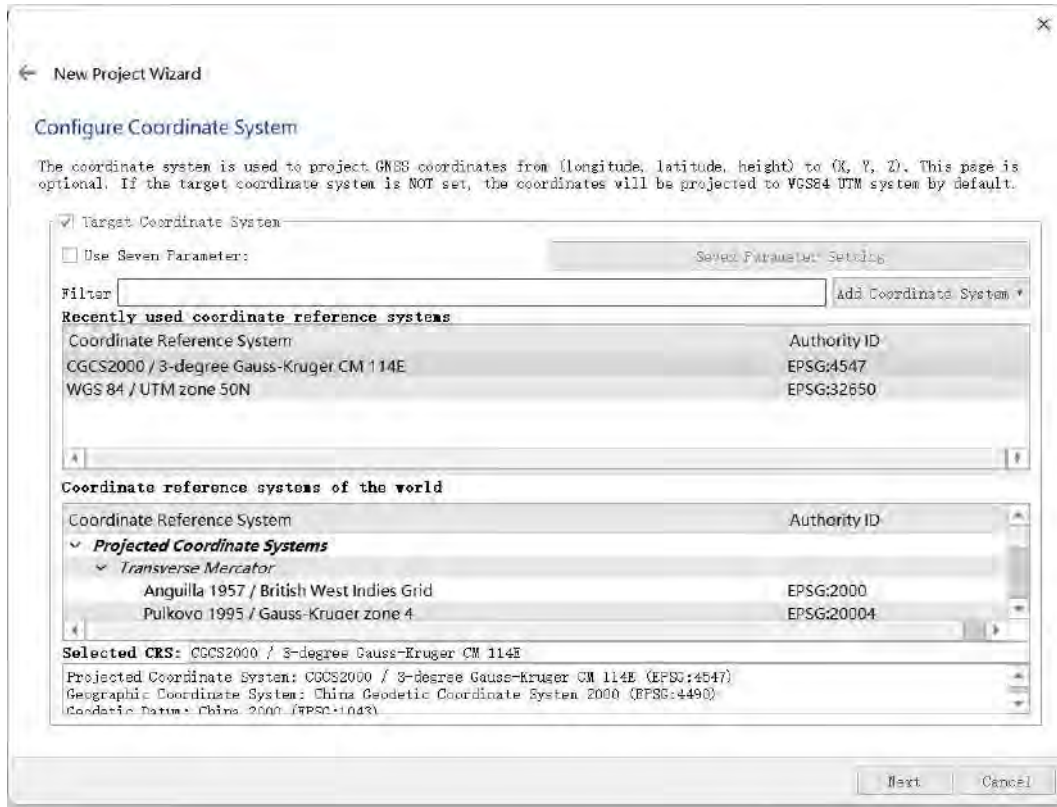 New Project Wizard
Configure Coordinate System
The coordinate system is used to project GNSS coordinates from (longitude, latitude, height) to (X, Y, Z). This page is
optional. If the target coordinate system is NOT set, the coordinates will be projected to WGS84 UTM system by default.
Target Coordinate System
Use Seven Parameter:
Seven Parameter Setting
Filter
Add Coordinate System
Recently used coordinate reference systems
Coordinate Reference System Authority ID
CGCS2000 / 3-degree Gauss-Kruger CM 114E EPSG:4547
WGS 84 / UTM zone 50N EPSG:32650
Coordinate reference systems of the world
Coordinate Reference System Authority ID
Projected Coordinate Systems
Transverse Mercator
Anguilla 1957 / British West Indies Grid EPSG:2000
Pulkovo 1995 / Gauss-Kruger zone 4 EPSG:20004
Selected CRS: CGCS2000 / 3-degree Gauss-Kruger CM 114E
Projected Coordinate System: CGCS2000 / 3-degree Gauss-Kruger CM 114E (EPSG:4547)
Geographic Coordinate System: China Geodetic Coordinate System 2000 (EPSG:4490)
Geodetic Datum: China 2000 (EPSG:1043)
Next Cancel